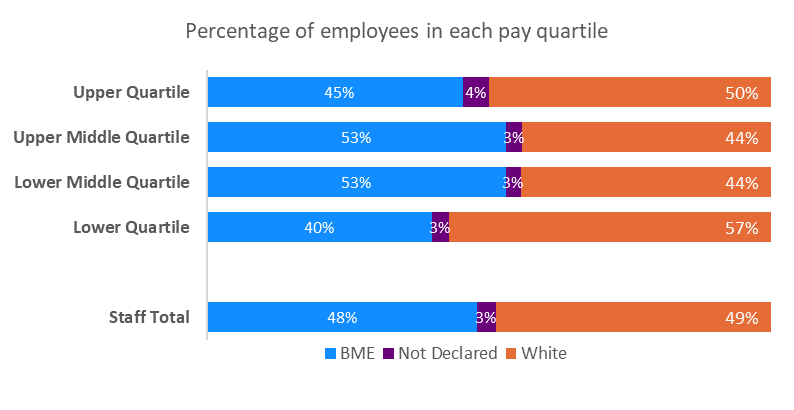 Percentage of employees in each pay quartile
Upper Quartile 45% 4% 50%
Upper Middle Quartile 53% 3% 44%
Lower Middle Quartile 53% 3% 44%
Lower Quartile 40% 3% 57%
Staff Total 48% 3% 49%
BME Not Declared White